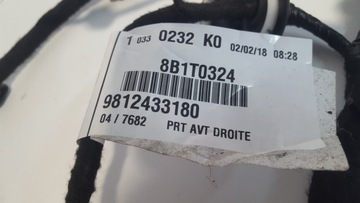 1 033 0232 K0 02/02/18 08:28
8B1T0324
9812433180
04 / 7682 PRT AVT DROITE